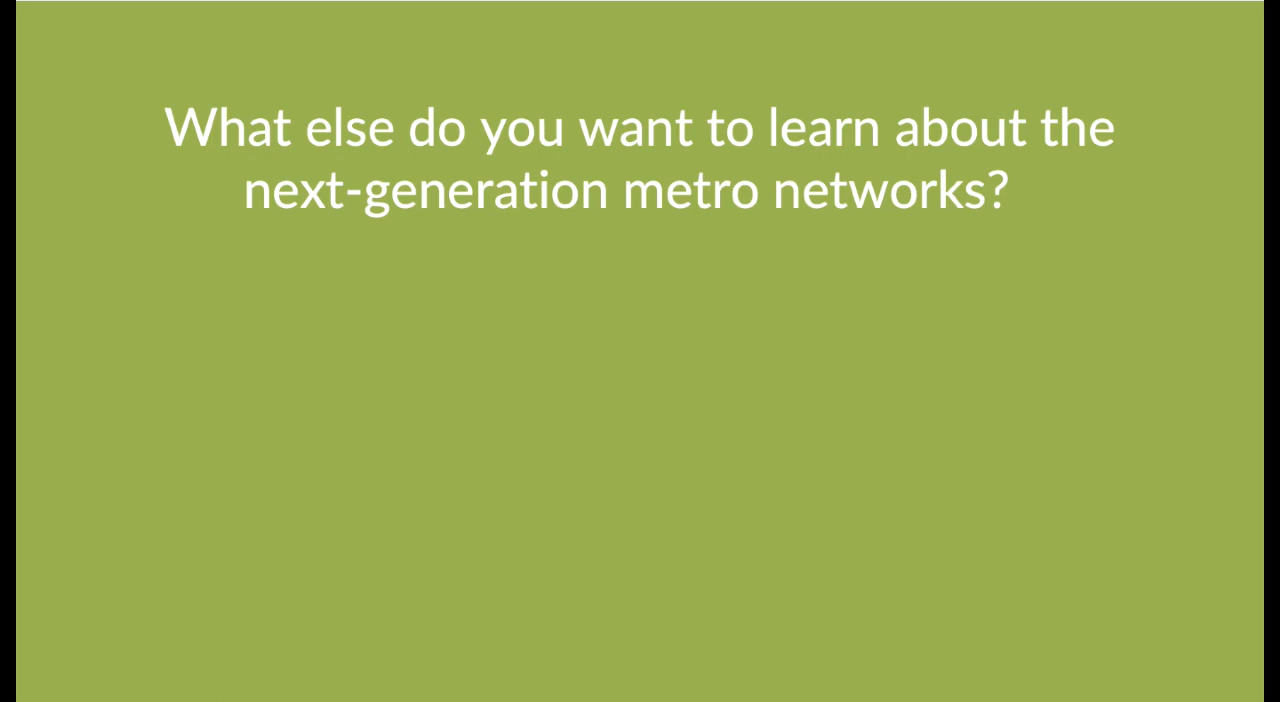 What else do you want to learn about the
next-generation metro networks?